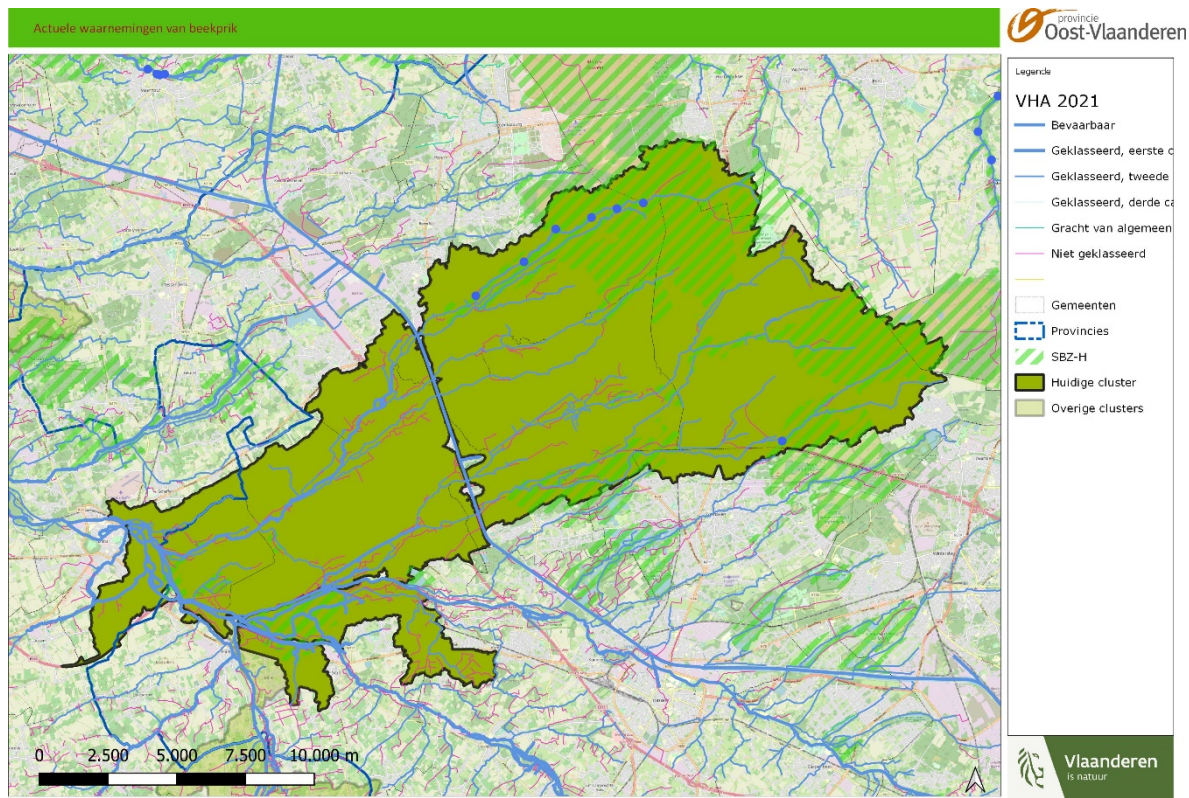 Actuele waarnemingen van beekprik
provincie
Oost-Vlaanderen
Legende
VHA 2021
Bevaarbaar
Geklasseerd, eerste c
Geklasseerd, tweede
Geklasseerd, derde ca
Gracht van algemeen
Niet geklasseerd
Gemeenten
Provincies
SBZ-H
Huidige cluster
Overige clusters
0 2.500 5.000 7.500 10.000 m
Vlaanderen
is natuur